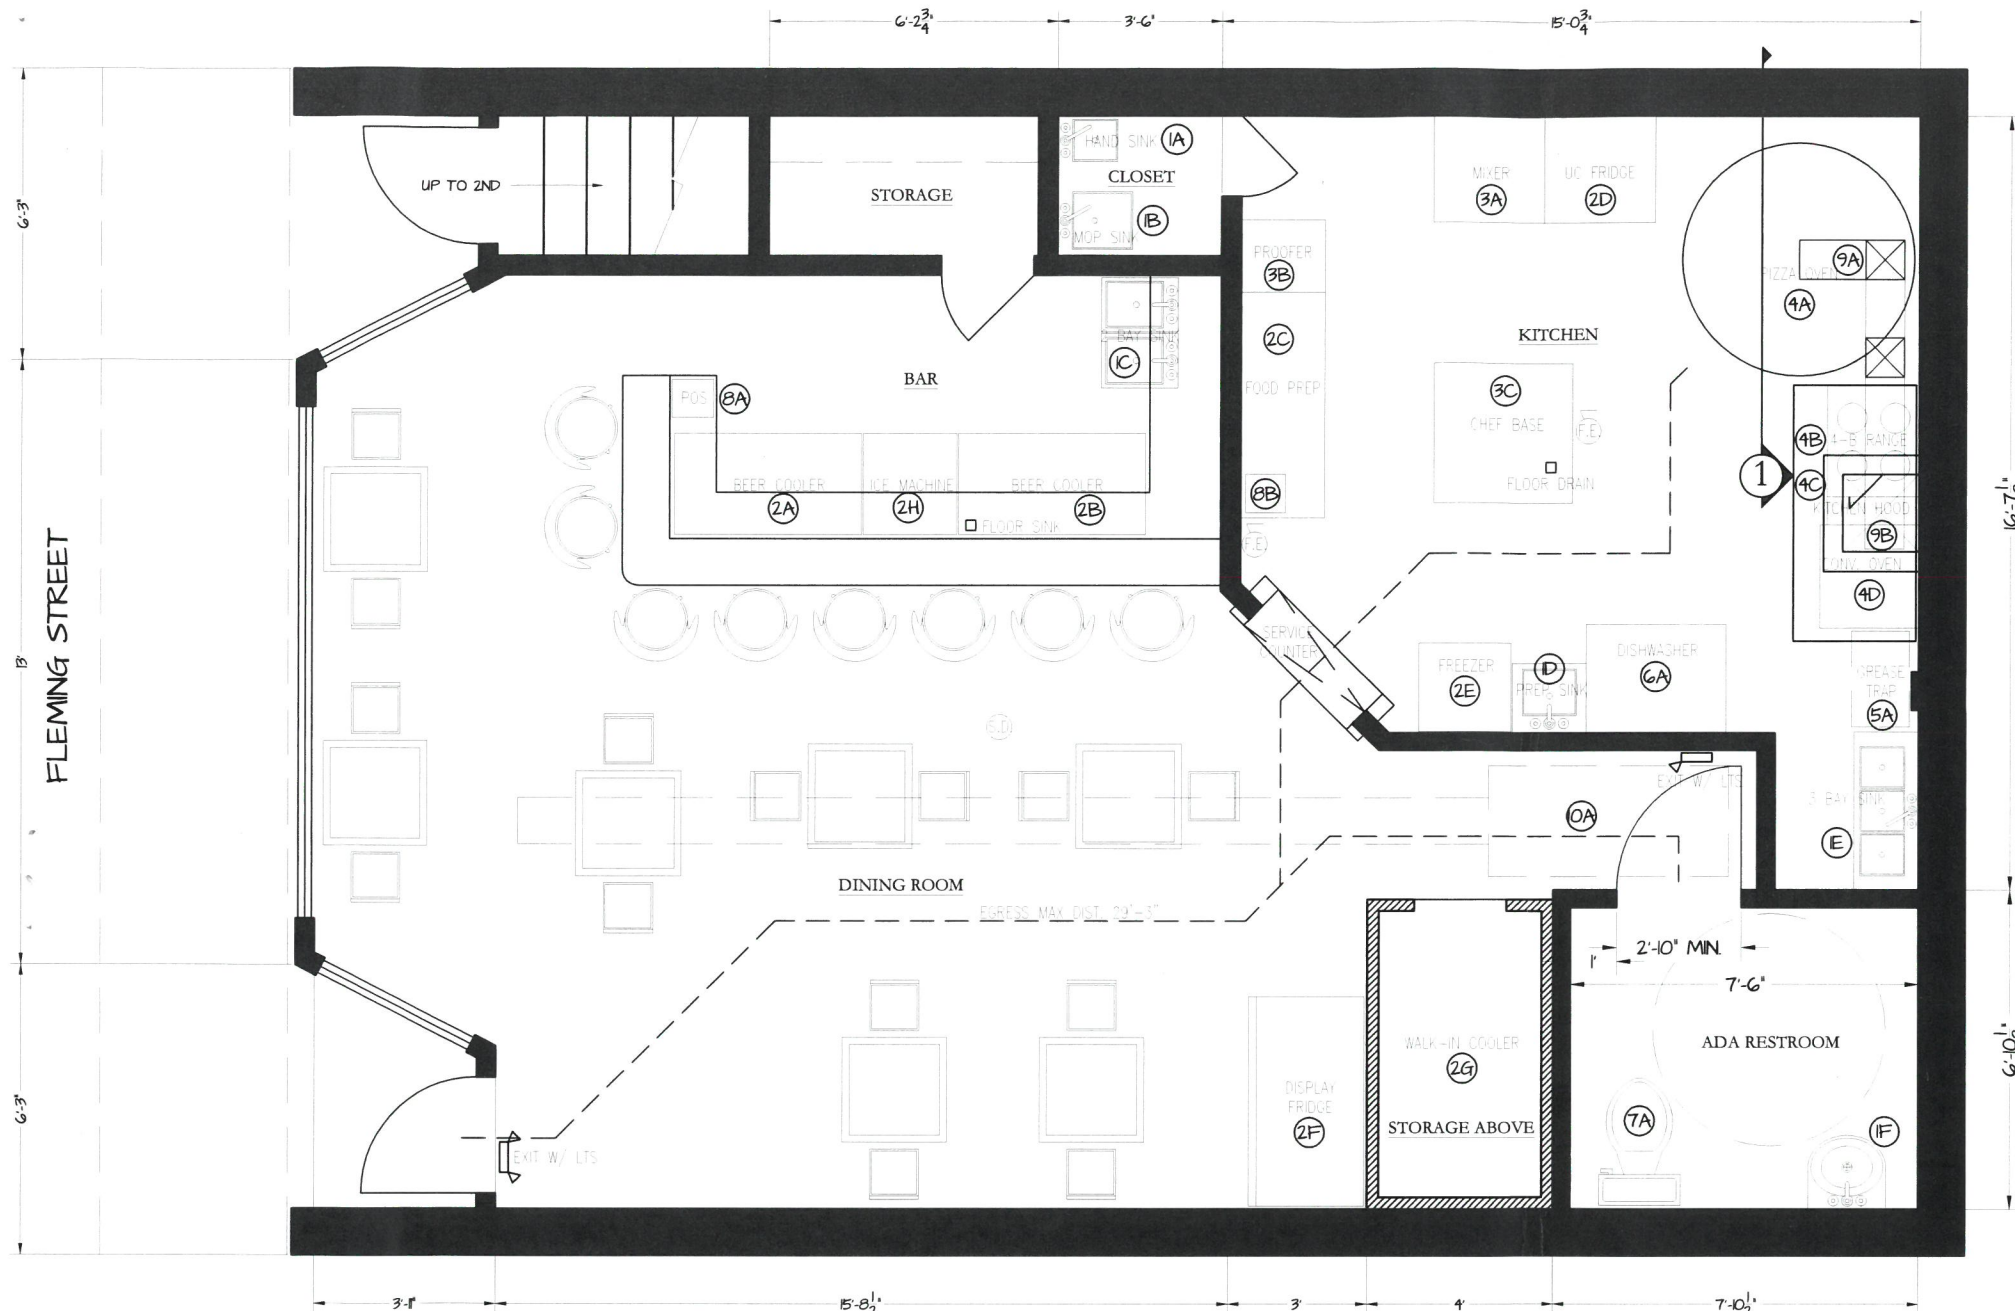 6'-2 3/4"
3'-6"
15'-0 3/4"
6'-3"
UP TO 2ND
STORAGE
HAND SINK 1A
CLOSET
1B
MOP SINK
MIXER
3A
UC FRIDGE
2D
9A
PIZZA OVEN
4A
PROOFER
3B
2C
FOOD PREP
KITCHEN
BAR
BAY SINK
1C
POS 8A
3C
CHEF BASE
(F.E)
FLOOR DRAIN
4B
4-B RANGE
1
4C
KITCHEN HOOD
9B
CONV. OVEN
4D
16'-7 1/2"
BEER COOLER
2A
ICE MACHINE
2H
BEER COOLER
2B
FLOOR SINK
8B
(F.E)
FLEMING STREET
13'
SERVICE
COUNTER
FREEZER
2E
1D
PREP SINK
DISHWASHER
6A
GREASE
TRAP
5A
(S.D)
EXIT W/ LTS
10A
3 BAY SINK
1E
DINING ROOM
EGRESS MAX DIST. 29'-3"
2'-10" MIN.
1'
7'-6"
ADA RESTROOM
6'-10 1/2"
WALK-IN COOLER
2G
STORAGE ABOVE
DISPLAY
FRIDGE
2F
7A
1F
6'-3"
EXIT W/ LTS
3'-11"
15'-8 1/2"
3'
4'
7'-10 1/2"